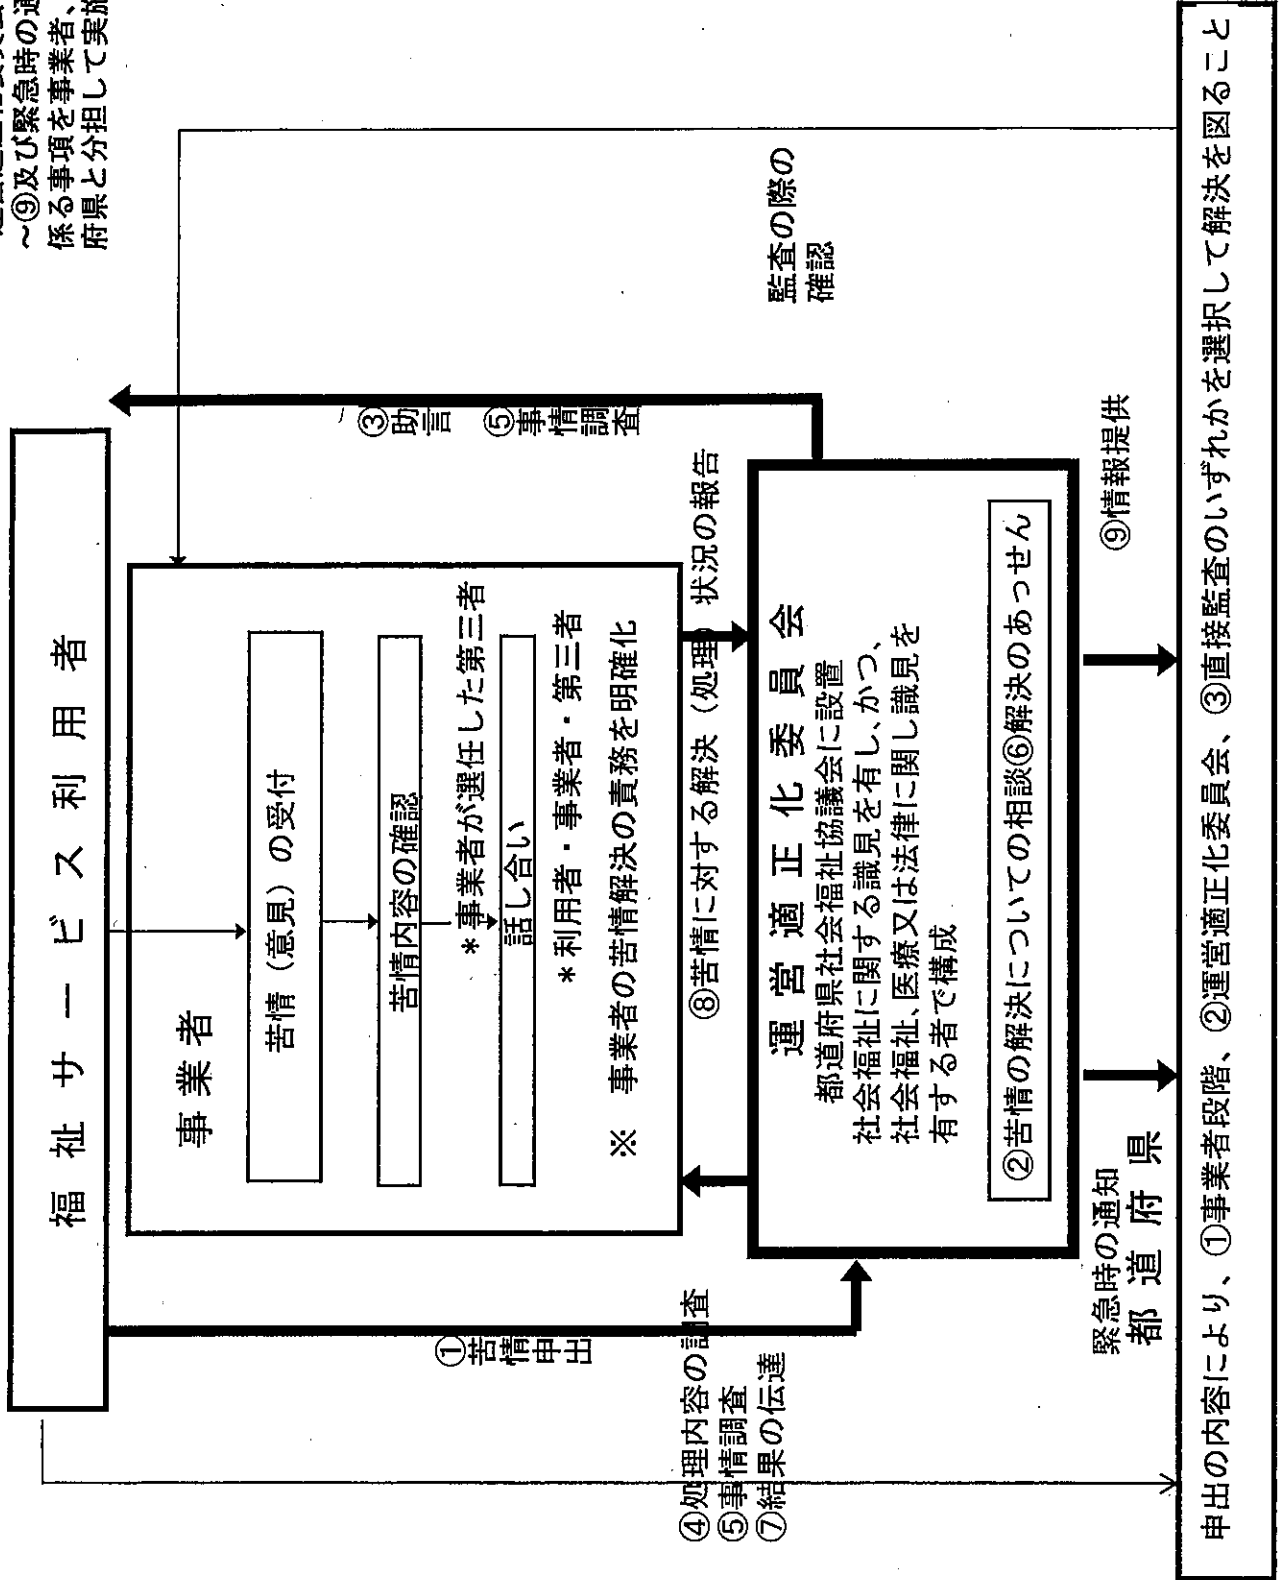 ～⑨及び緊急時の通
係る事項を事業者、
府県と分担して実施
福祉サービス利用者
事業者
苦情（意見）の受付
苦情内容の確認
＊事業者が選任した第三者
話し合い
＊利用者・事業者・第三者
※　事業者の苦情解決の責務を明確化
③助言
⑤事情調査
監査の際の
確認
①苦情申出
④処理内容の調査
⑤事情調査
⑦結果の伝達
⑧苦情に対する解決（処理）状況の報告
運営適正化委員会
都道府県社会福祉協議会に設置
社会福祉に関する識見を有し、かつ、
社会福祉、医療又は法律に関し識見を
有する者で構成
②苦情の解決についての相談⑥解決のあっせん
緊急時の通知
⑨情報提供
都道府県
申出の内容により、①事業者段階、②運営適正化委員会、③直接監査のいずれかを選択して解決を図ること